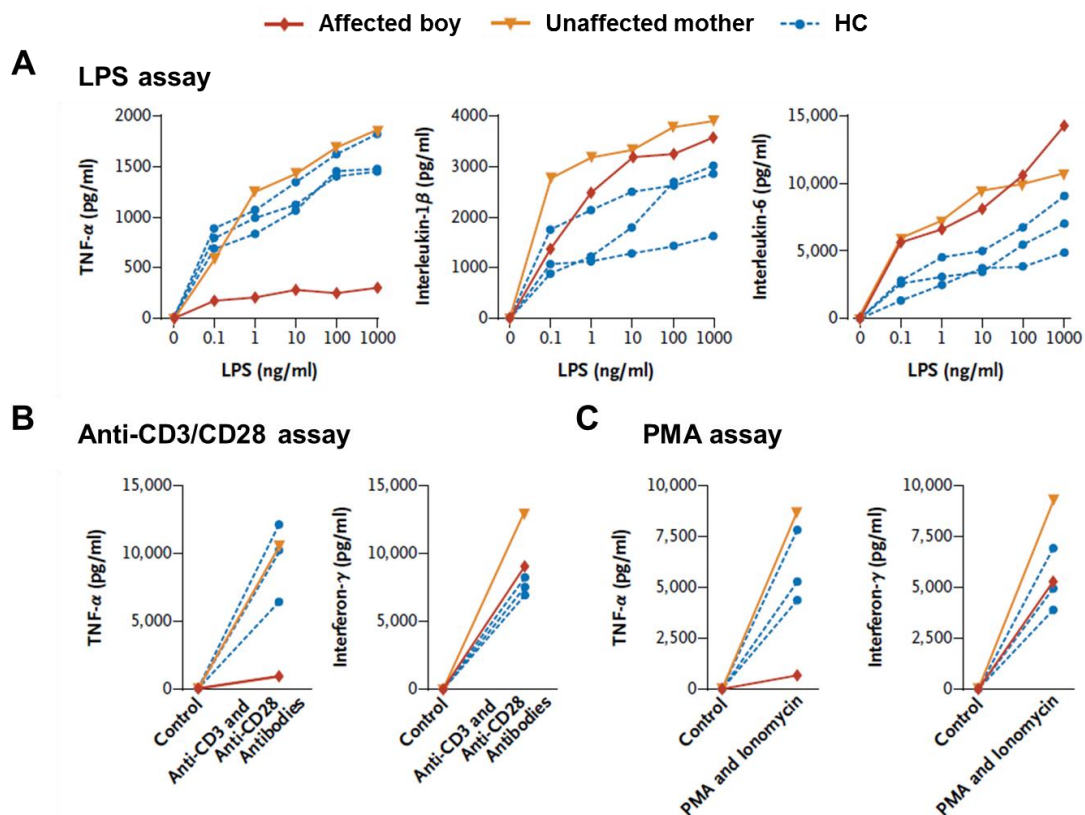 Affected boy Unaffected mother HC
A LPS assay
TNF-α (pg/ml)
2000
1500
1000
500
0
0 0.1 1 10 100 1000
LPS (ng/ml)
Interleukin-1β (pg/ml)
4000
3000
2000
1000
0
0 0.1 1 10 100 1000
LPS (ng/ml)
Interleukin-6 (pg/ml)
15,000
10,000
5,000
0
0 0.1 1 10 100 1000
LPS (ng/ml)
B Anti-CD3/CD28 assay
TNF-α (pg/ml)
15,000
10,000
5,000
0
Control
Anti-CD3 and
Anti-CD28
Antibodies
Interferon-γ (pg/ml)
15,000
10,000
5,000
0
Control
Anti-CD3 and
Anti-CD28
Antibodies
C PMA assay
TNF-α (pg/ml)
10,000
7,500
5,000
2,500
0
Control
PMA and Ionomycin
Interferon-γ (pg/ml)
10,000
7,500
5,000
2,500
0
Control
PMA and Ionomycin